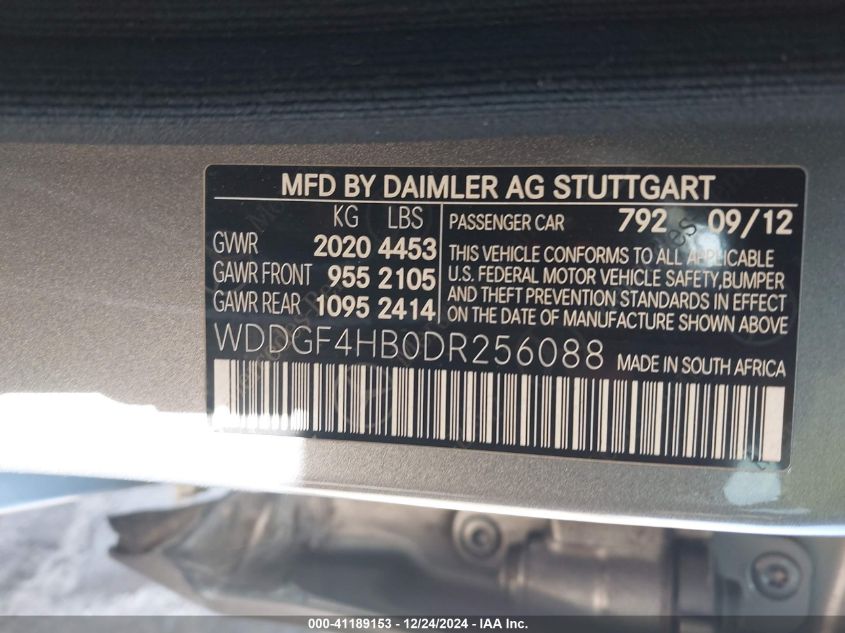 MFD BY DAIMLER AG STUTTGART
KG LBS
GVWR 2020 4453
GAWR FRONT 955 2105
GAWR REAR 1095 2414
PASSENGER CAR 792 09/12
THIS VEHICLE CONFORMS TO ALL APPLICABLE
U.S. FEDERAL MOTOR VEHICLE SAFETY,BUMPER
AND THEFT PREVENTION STANDARDS IN EFFECT
ON THE DATE OF MANUFACTURE SHOWN ABOVE
WDDGF4HB0DR256088 MADE IN SOUTH AFRICA
000-41189153 - 12/24/2024 - IAA Inc.